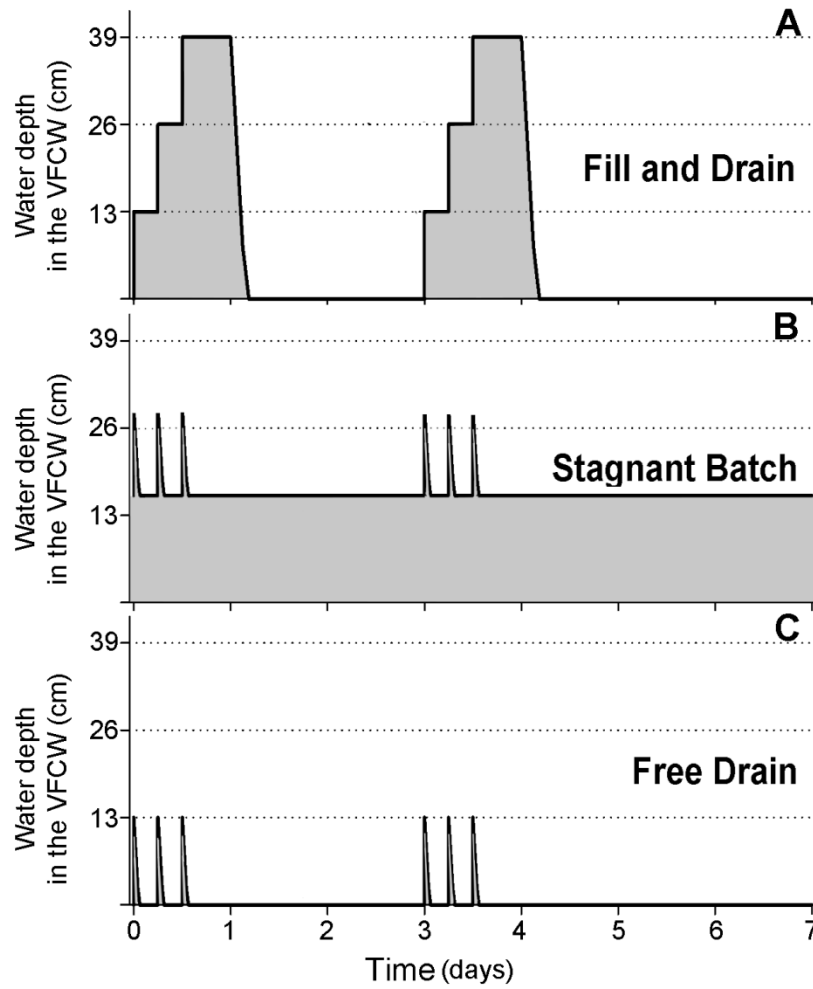 A
39
26
13
Water depth
in the VFCW (cm)
Fill and Drain
B
39
26
13
Water depth
in the VFCW (cm)
Stagnant Batch
C
39
26
13
Water depth
in the VFCW (cm)
Free Drain
0 1 2 3 4 5 6 7
Time (days)